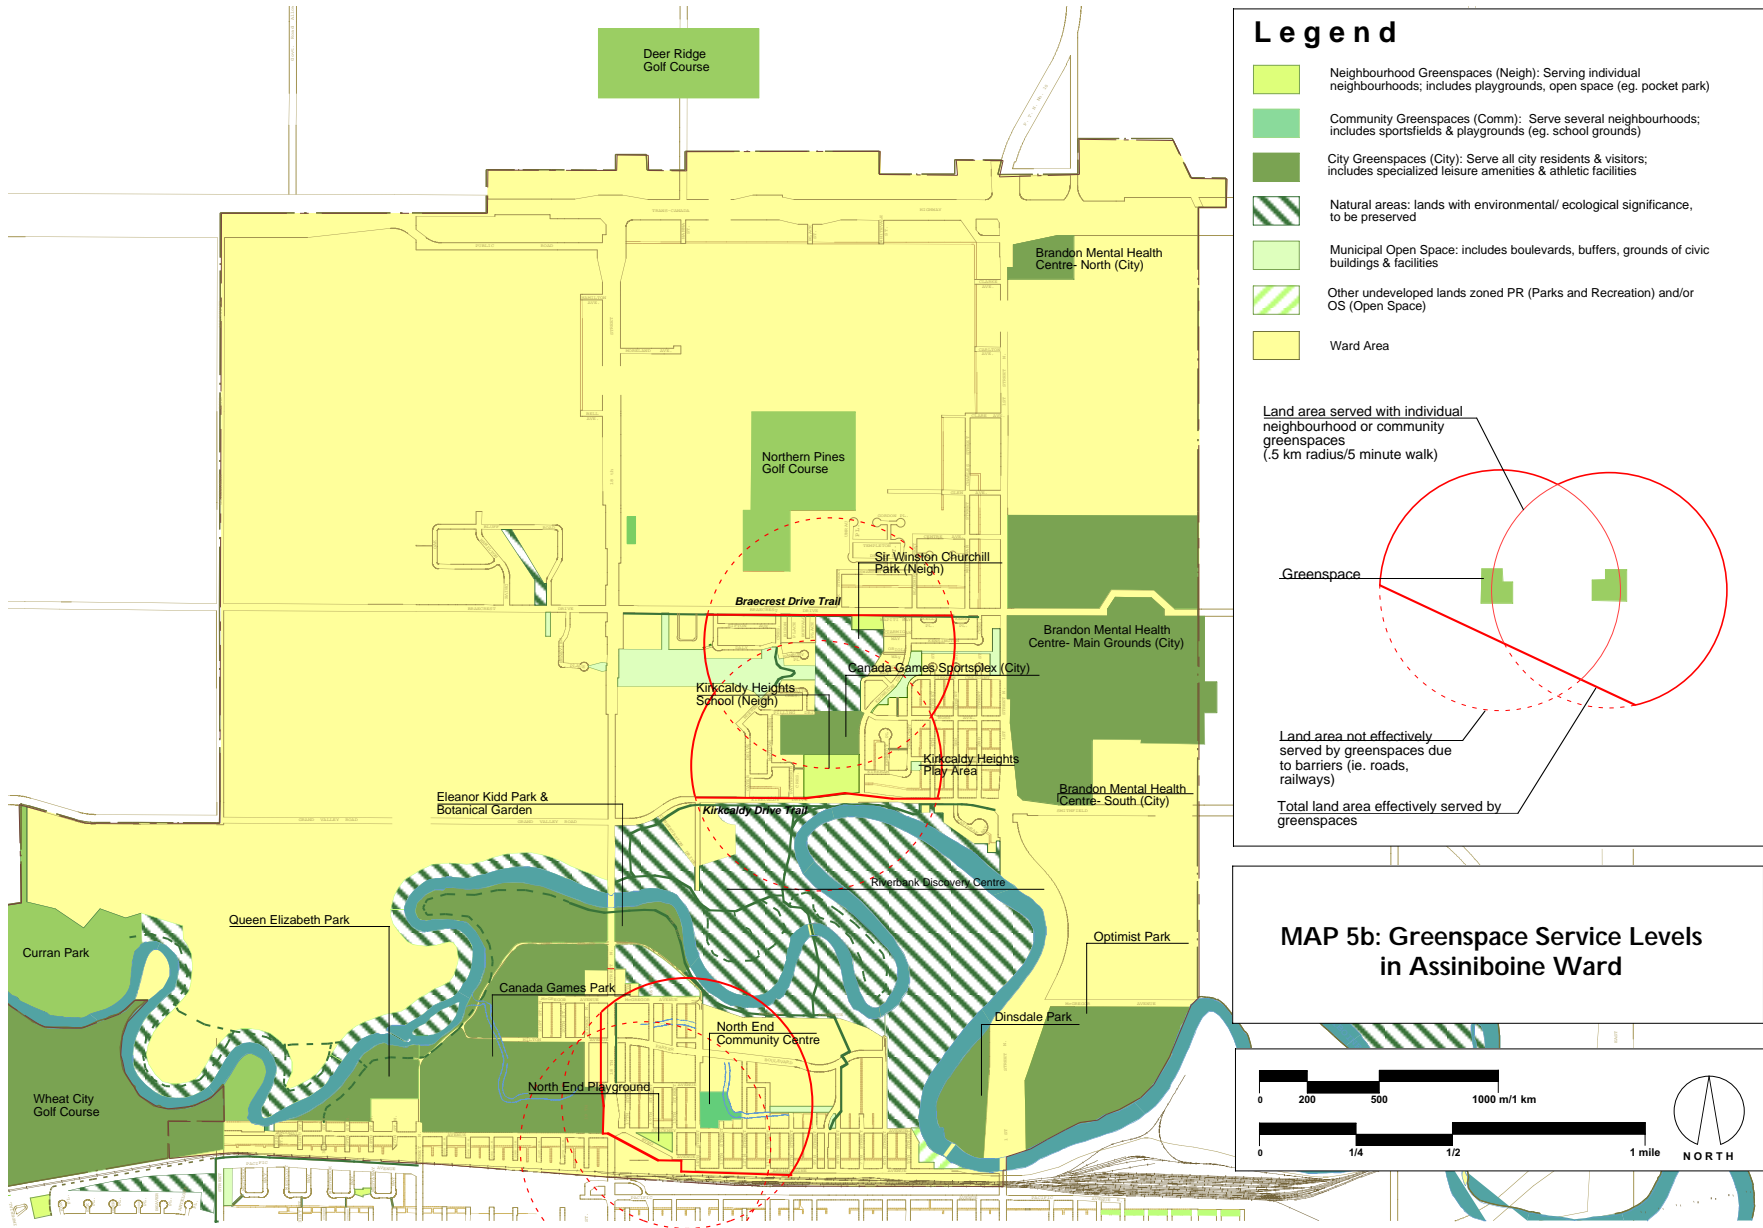 Legend
Neighbourhood Greenspaces (Neigh): Serving individual
neighbourhoods; includes playgrounds, open space (eg. pocket park)
Community Greenspaces (Comm): Serve several neighbourhoods;
includes sportsfields & playgrounds (eg. school grounds)
City Greenspaces (City): Serve all city residents & visitors;
includes specialized leisure amenities & athletic facilities
Natural areas: lands with environmental/ ecological significance,
to be preserved
Municipal Open Space: includes boulevards, buffers, grounds of civic
buildings & facilities
Other undeveloped lands zoned PR (Parks and Recreation) and/or
OS (Open Space)
Ward Area
Land area served with individual
neighbourhood or community
greenspaces
(.5 km radius/5 minute walk)
Greenspace
Land area not effectively
served by greenspaces due
to barriers (ie. roads,
railways)
Total land area effectively served by
greenspaces
MAP 5b: Greenspace Service Levels
in Assiniboine Ward
0 200 500 1000 m/1 km
0 1/4 1/2 1 mile
NORTH
Deer Ridge
Golf Course
Brandon Mental Health
Centre- North (City)
Northern Pines
Golf Course
Sir Winston Churchill
Park (Neigh)
Braecrest Drive Trail
Brandon Mental Health
Centre- Main Grounds (City)
Canada Games Sportsplex (City)
Kirkcaldy Heights
School (Neigh)
Kirkcaldy Heights
Play Area
Brandon Mental Health
Centre- South (City)
Eleanor Kidd Park &
Botanical Garden
Kirkcaldy Drive Trail
Riverbank Discovery Centre
Queen Elizabeth Park
Curran Park
Optimist Park
Canada Games Park
Dinsdale Park
North End
Community Centre
North End Playground
Wheat City
Golf Course